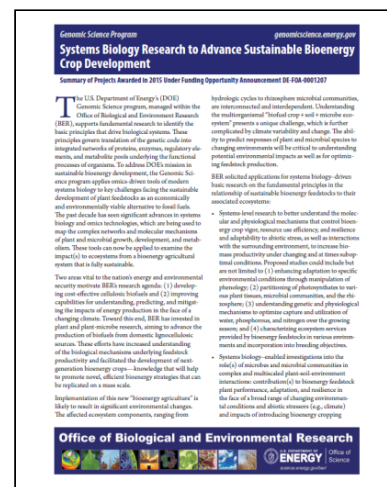 Genomic Science Program
genomicscience.energy.gov
Systems Biology Research to Advance Sustainable Bioenergy
Crop Development
Summary of Projects Awarded in 2015 Under Funding Opportunity Announcement DE-FOA-0001207
The U.S. Department of Energy's (DOE)
Genomic Science program, managed within the
Office of Biological and Environmental Research
(BER), supports fundamental research to identify the
basic principles that drive biological systems. These
principles govern translation of the genetic code into
integrated networks of proteins, enzymes, regulatory ele-
ments, and metabolite pools underlying the functional
processes of organisms. To address DOE's mission in
sustainable bioenergy development, the Genomic Sci-
ence program applies omics-driven tools of modern
systems biology to key challenges facing the sustainable
development of plant feedstocks as an economically
and environmentally viable alternative to fossil fuels.
The past decade has seen significant advances in systems
biology and omics technologies, which are being used to
map the complex networks and molecular mechanisms
of plant and microbial growth, development, and metab-
olism. These tools can now be applied to examine the
impact(s) to ecosystems from a bioenergy agricultural
system that is fully sustainable.
Two areas vital to the nation's energy and environmental
security motivate BER's research agenda: (1) develop-
ing cost-effective cellulosic biofuels and (2) improving
capabilities for understanding, predicting, and mitigat-
ing the impacts of energy production in the face of a
changing climate. Toward this end, BER has invested in
plant and plant-microbe research, aiming to advance the
production of biofuels from domestic lignocellulosic
sources. These efforts have increased understanding
of the biological mechanisms underlying feedstock
productivity and facilitated the development of next-
generation bioenergy crops—knowledge that will help
to promote novel, efficient bioenergy strategies that can
be replicated on a mass scale.
Implementation of this new "bioenergy agriculture" is
likely to result in significant environmental changes.
The affected ecosystem components, ranging from
hydrologic cycles to rhizosphere microbial communities,
are interconnected and interdependent. Understanding
the multiorganismal "biofuel crop + soil + microbe eco-
system" presents a unique challenge, which is further
complicated by climate variability and change. The abil-
ity to predict responses of plant and microbial species to
changing environments will be critical to understanding
potential environmental impacts as well as for optimiz-
ing feedstock production.
BER solicited applications for systems biology–driven
basic research on the fundamental principles in the
relationship of sustainable bioenergy feedstocks to their
associated ecosystems:
• Systems-level research to better understand the molec-
ular and physiological mechanisms that control bioen-
ergy crop vigor, resource use efficiency, and resilience
and adaptability to abiotic stress, as well as interactions
with the surrounding environment, to increase bio-
mass productivity under changing and at times subop-
timal conditions. Proposed studies could include but
are not limited to (1) enhancing adaptation to specific
environmental conditions through manipulation of
phenology; (2) partitioning of photosynthates to vari-
ous plant tissues, microbial communities, and the rhi-
zosphere; (3) understanding genetic and physiological
mechanisms to optimize capture and utilization of
water, phosphorous, and nitrogen over the growing
season; and (4) characterizing ecosystem services
provided by bioenergy feedstocks in various environ-
ments and incorporation into breeding objectives.
• Systems biology–enabled investigations into the
role(s) of microbes and microbial communities in
complex and multiscaled plant-soil-environment
interactions: contribution(s) to bioenergy feedstock
plant performance, adaptation, and resilience in
the face of a broad range of changing environmen-
tal conditions and abiotic stressors (e.g., climate)
and impacts of introducing bioenergy cropping
Office of Biological and Environmental Research
U.S. DEPARTMENT OF
ENERGY
Office of
Science
science.energy.gov/ber/